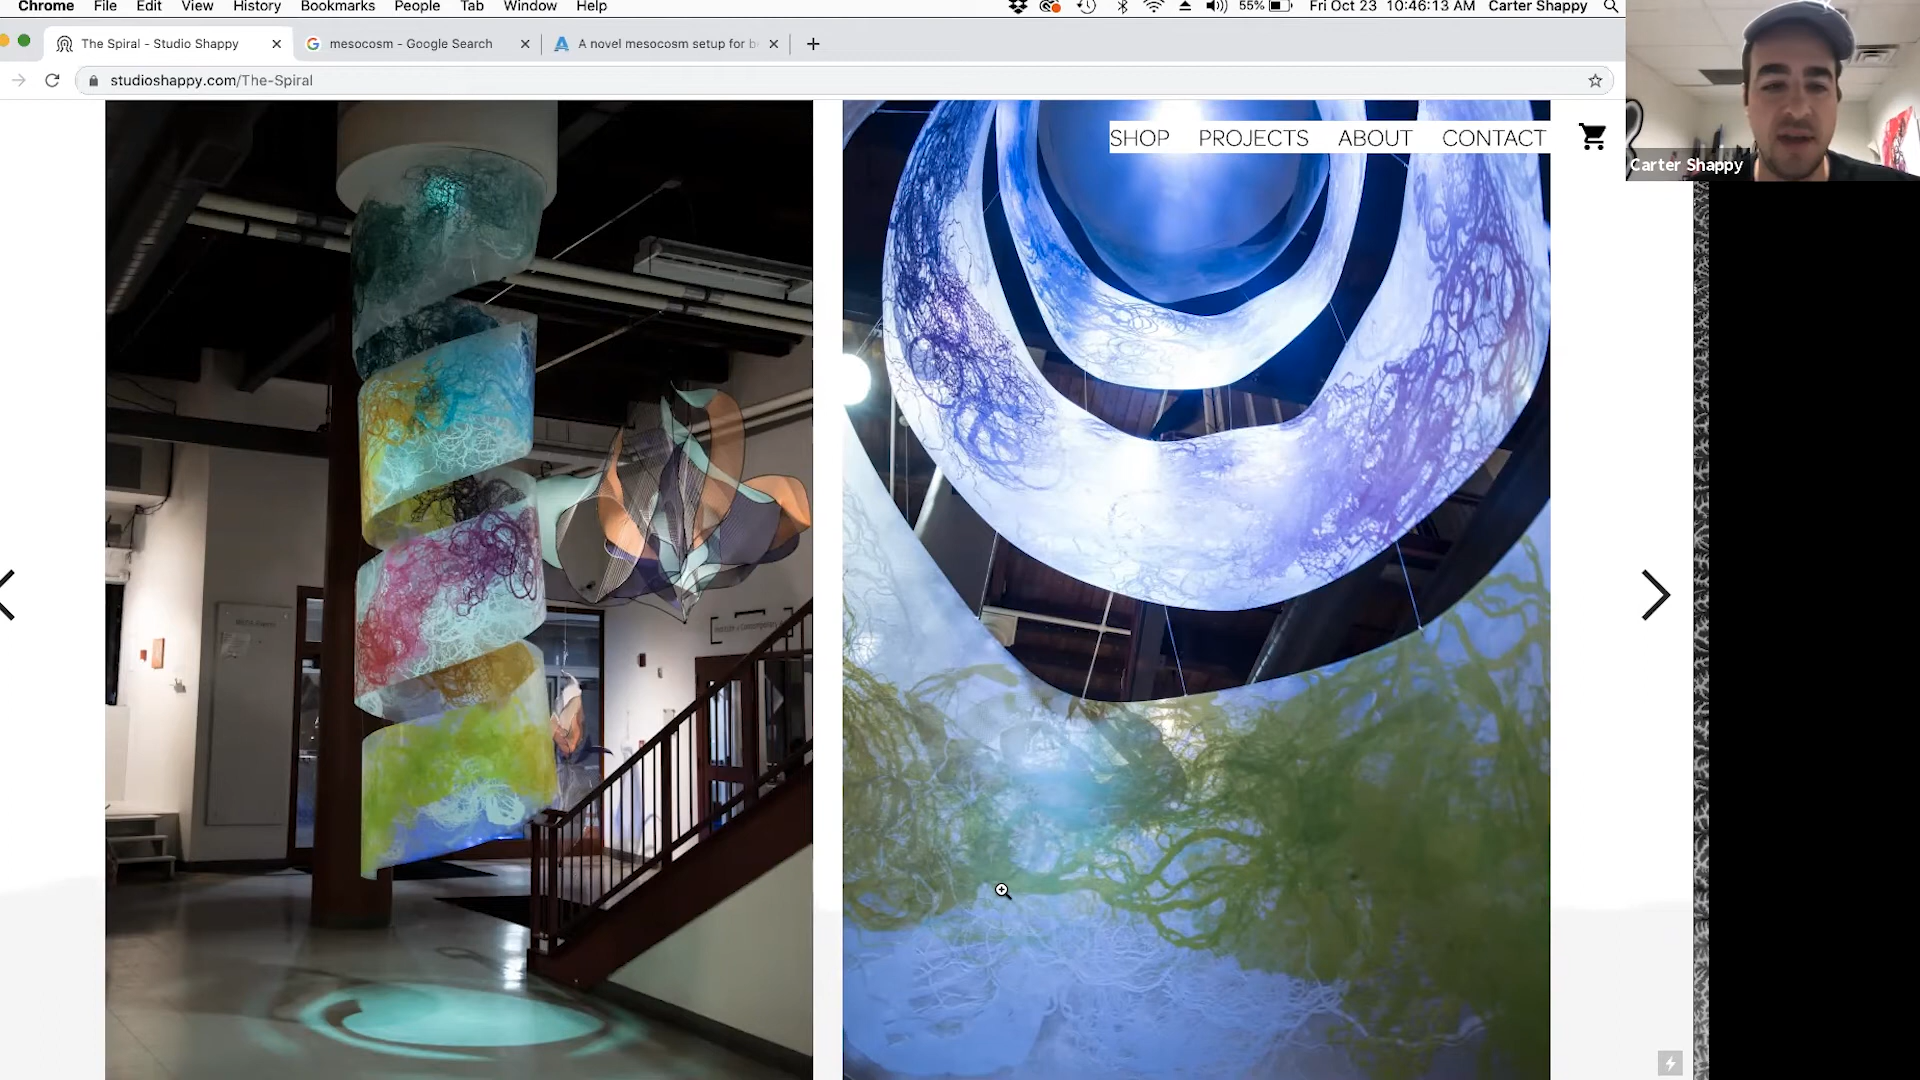 Chrome File Edit View History Bookmarks People Tab Window Help 55% Fri Oct 23 10:46:13 AM Carter Shappy
The Spiral - Studio Shappy mesocosm - Google Search A novel mesocosm setup for b
studioshappy.com/The-Spiral
SHOP PROJECTS ABOUT CONTACT
Carter Shappy